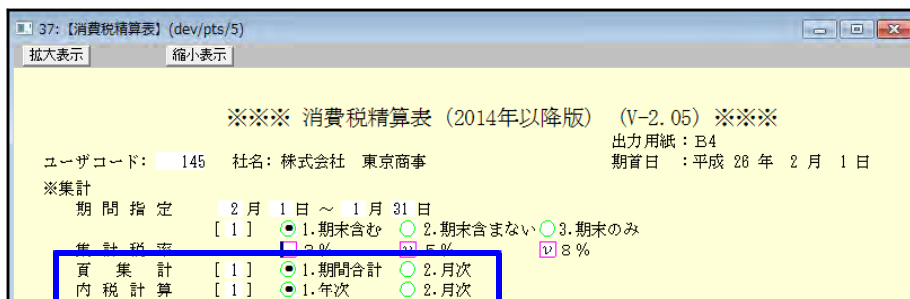 37:【消費税精算表】(dev/pts/5)
拡大表示 縮小表示
※※※ 消費税精算表（2014年以降版） (V-2.05) ※※※
出力用紙：B4
ユーザコード： 145 社名：株式会社 東京商事 期首日 ：平成 26 年 2 月 1 日
※集計
期間指定 2 月 1 日 ～ 1 月 31 日
[ 1 ] 1.期末含む 2.期末含まない 3.期末のみ
集計税率 3% ν 5% ν 8%
頁集計 [ 1 ] 1.期間合計 2.月次
内税計算 [ 1 ] 1.年次 2.月次